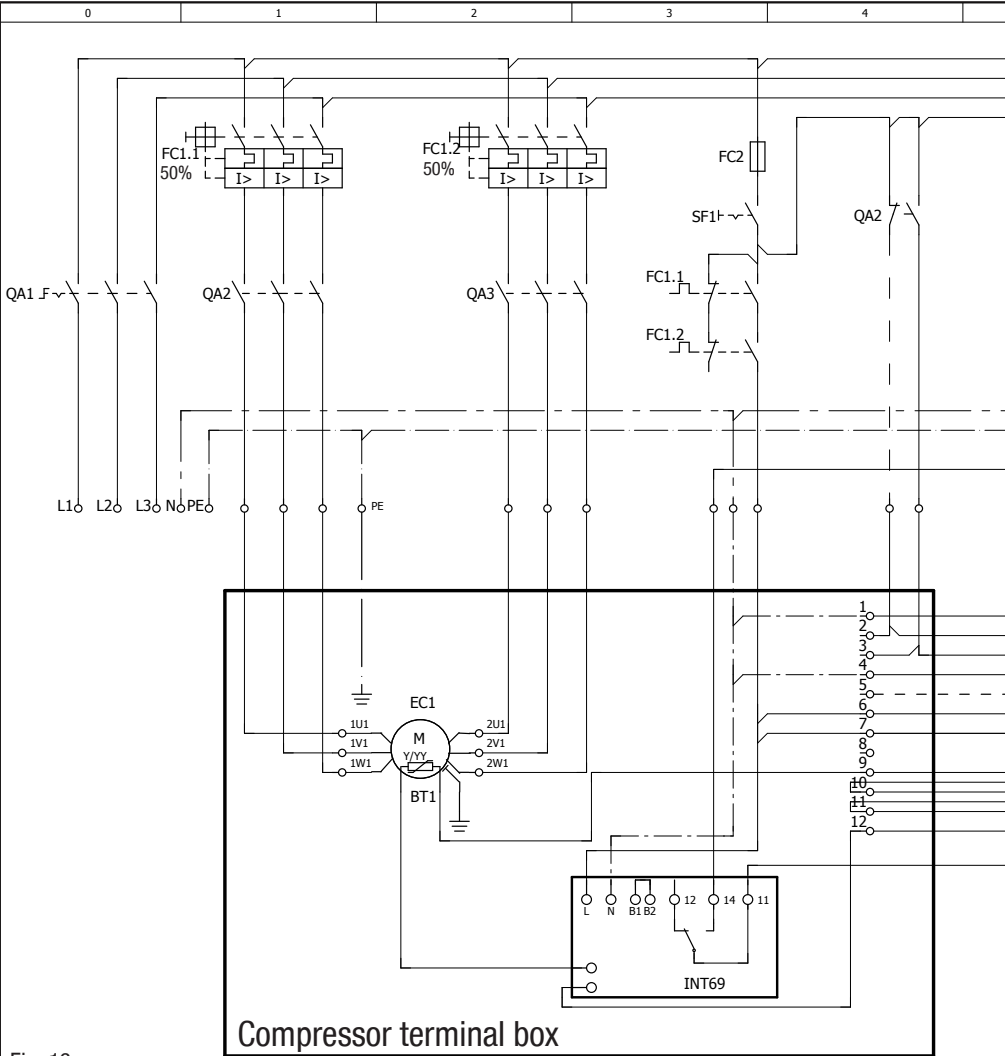 0 1 2 3 4
FC1.1
50%
I> I> I>
FC1.2
50%
I> I> I>
FC2
SF1
QA2
QA1
QA2
QA3
FC1.1
FC1.2
L1 L2 L3 N PE
PE
1
2
3
4
5
6
7
8
9
10
11
12
EC1
1U1
1V1
1W1
M
Y/YY
2U1
2V1
2W1
BT1
L N B1 B2 12 14 11
INT69
Compressor terminal box